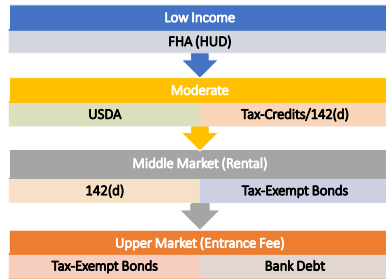 Low Income
FHA (HUD)
Moderate
USDA Tax-Credits/142(d)
Middle Market (Rental)
142(d) Tax-Exempt Bonds
Upper Market (Entrance Fee)
Tax-Exempt Bonds Bank Debt